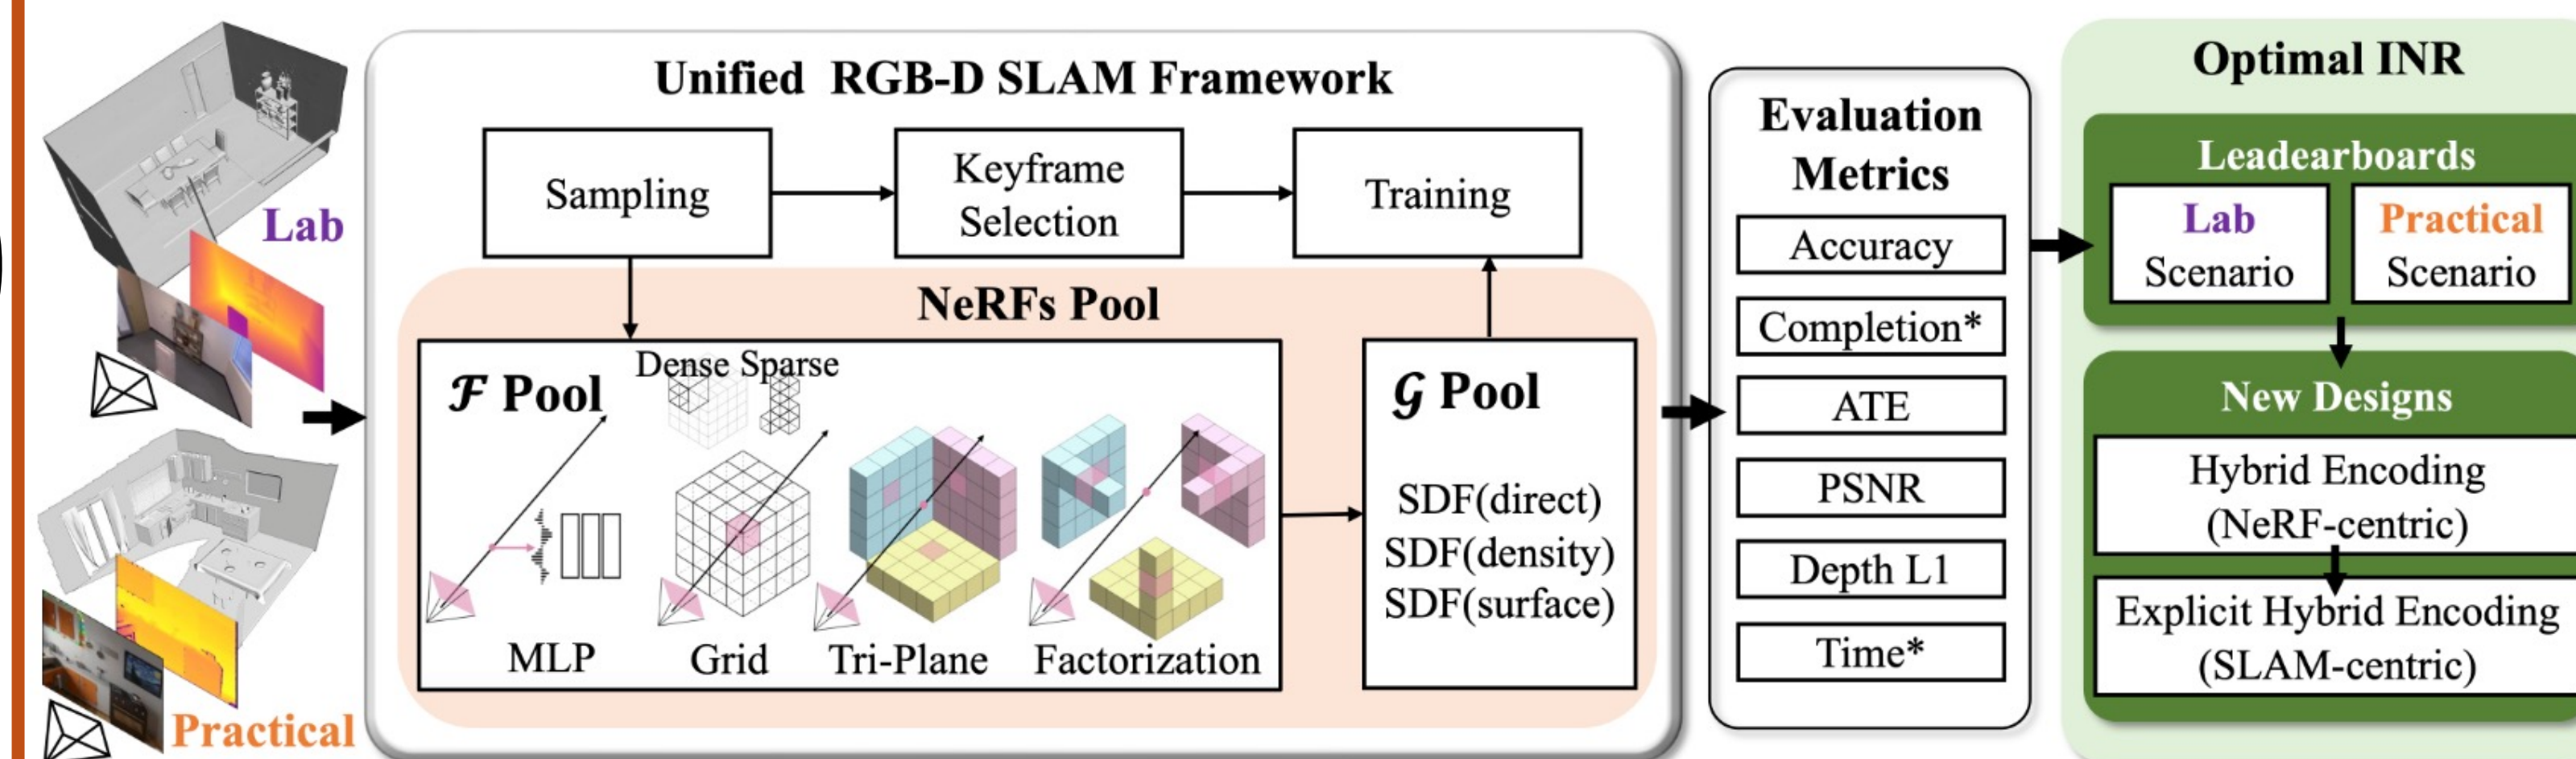 Lab
Practical
Unified RGB-D SLAM Framework
Sampling
Keyframe
Selection
Training
NeRFs Pool
ℱ Pool
Dense Sparse
MLP
Grid
Tri-Plane
Factorization
𝒢 Pool
SDF(direct)
SDF(density)
SDF(surface)
Evaluation
Metrics
Accuracy
Completion*
ATE
PSNR
Depth L1
Time*
Optimal INR
Leadearboards
Lab
Scenario
Practical
Scenario
New Designs
Hybrid Encoding
(NeRF-centric)
Explicit Hybrid Encoding
(SLAM-centric)